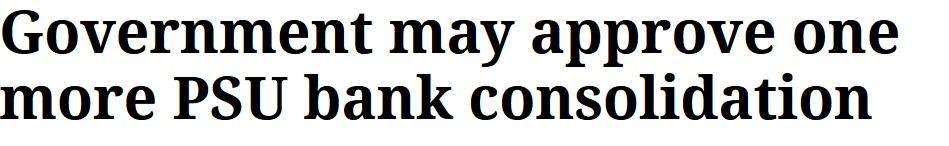 Government may approve one
more PSU bank consolidation